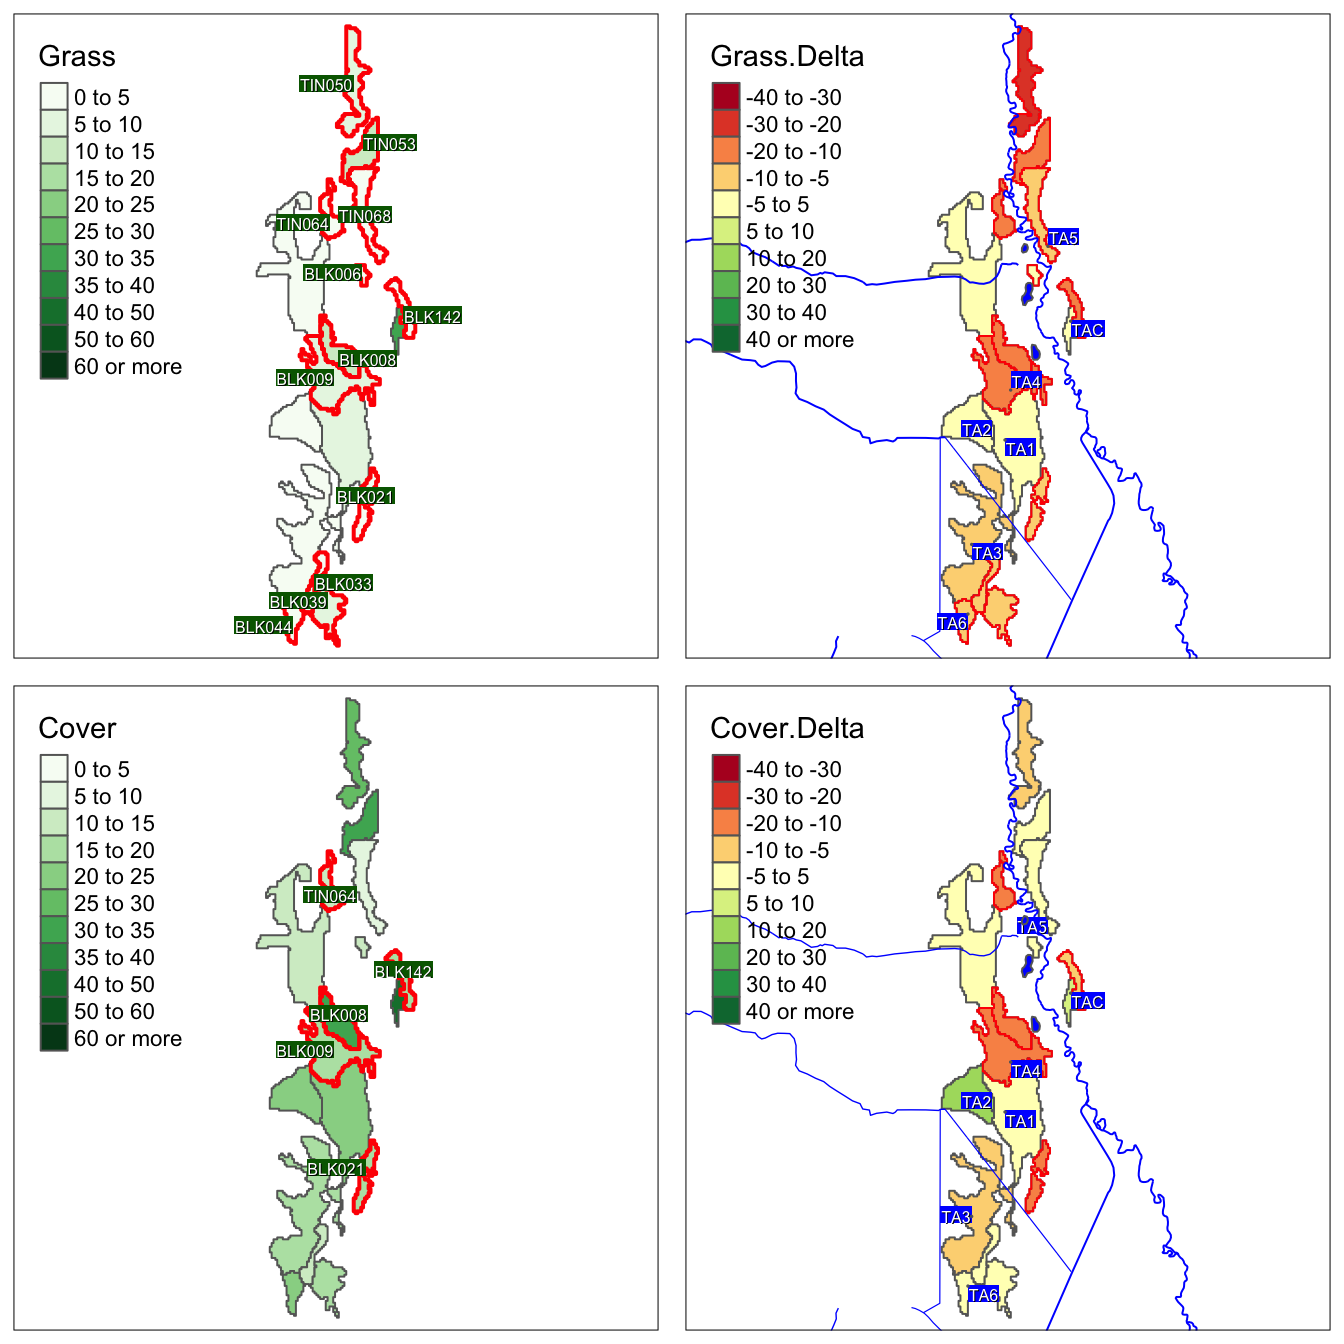 Grass
0 to 5
5 to 10
10 to 15
15 to 20
20 to 25
25 to 30
30 to 35
35 to 40
40 to 50
50 to 60
60 or more
TIN050
TIN053
TIN068
TIN064
BLK006
BLK142
BLK008
BLK009
BLK021
BLK033
BLK039
BLK044
Grass.Delta
-40 to -30
-30 to -20
-20 to -10
-10 to -5
-5 to 5
5 to 10
10 to 20
20 to 30
30 to 40
40 or more
TA5
TAC
TA4
TA2
TA1
TA3
TA6
Cover
0 to 5
5 to 10
10 to 15
15 to 20
20 to 25
25 to 30
30 to 35
35 to 40
40 to 50
50 to 60
60 or more
TIN064
BLK142
BLK008
BLK009
BLK021
Cover.Delta
-40 to -30
-30 to -20
-20 to -10
-10 to -5
-5 to 5
5 to 10
10 to 20
20 to 30
30 to 40
40 or more
TA5
TAC
TA4
TA2
TA1
TA3
TA6